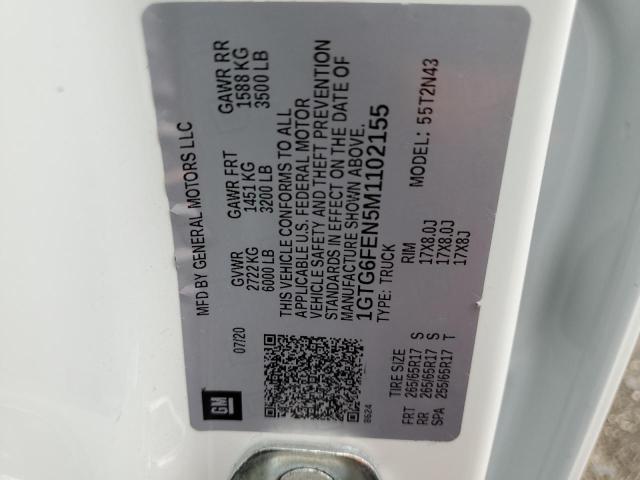 MFD BY GENERAL MOTORS LLC
07/20
GVWR
2722 KG
6000 LB
GAWR FRT
1451 KG
3200 LB
GAWR RR
1588 KG
3500 LB
THIS VEHICLE CONFORMS TO ALL
APPLICABLE U.S. FEDERAL MOTOR
VEHICLE SAFETY AND THEFT PREVENTION
STANDARDS IN EFFECT ON THE DATE OF
MANUFACTURE SHOWN ABOVE.
1GTG6FEN5M1102155
TYPE: TRUCK
MODEL: 55T2N43
GM
8624
TIRE SIZE
RIM
FRT 265/65R17 S 17X8.0J
RR 265/65R17 S 17X8.0J
SPA 255/65R17 T 17X8J